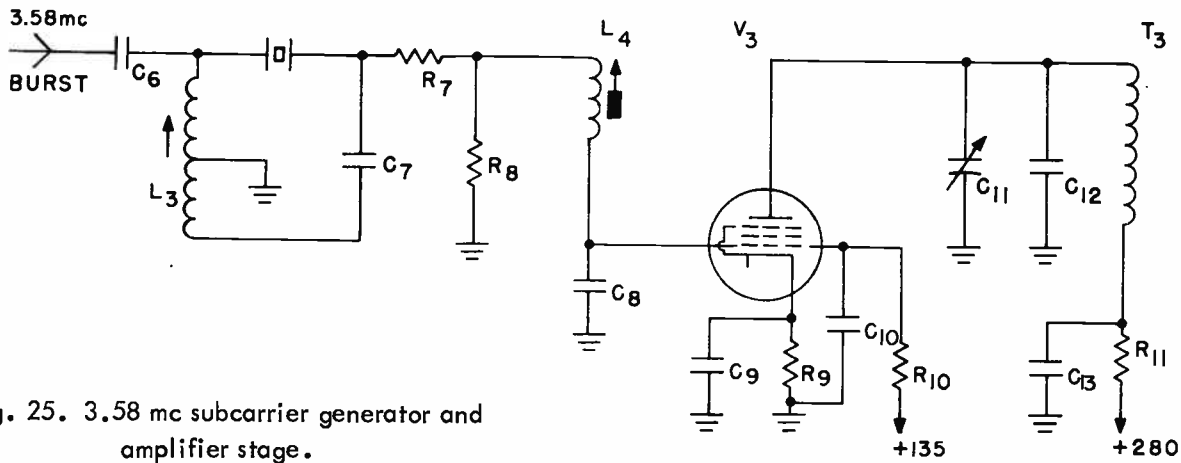 3.58mc
BURST
C6
L3
C7
R7
R8
L4
C8
V3
C9
R9
C10
R10
+135
C11
C12
T3
C13
R11
+280
g. 25. 3.58 mc subcarrier generator and
amplifier stage.